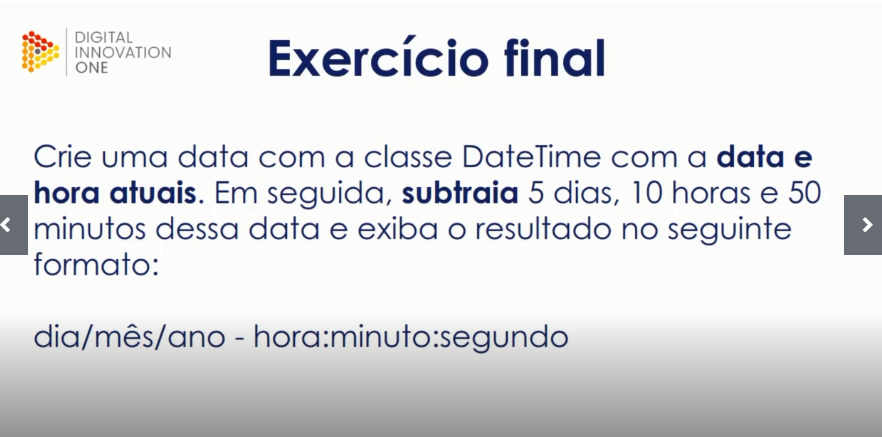 DIGITAL
INNOVATION
ONE
Exercício final
Crie uma data com a classe DateTime com a data e
hora atuais. Em seguida, subtraia 5 dias, 10 horas e 50
minutos dessa data e exiba o resultado no seguinte
formato:
dia/mês/ano - hora:minuto:segundo